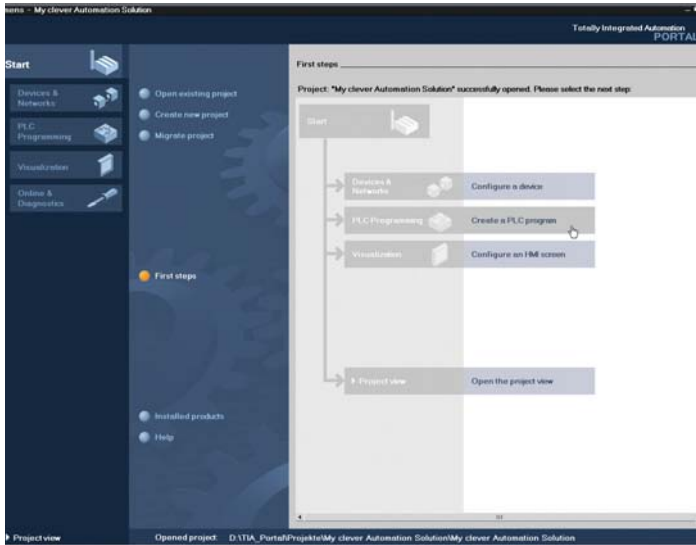 - My clever Automation Solution
Totally Integrated Automation
PORTAL
Start
Devices &
Networks
PLC
Programming
Visualization
Online &
Diagnostics
Open existing project
Create new project
Migrate project
First steps
Installed products
Help
First steps
Project: "My clever Automation Solution" successfully opened. Please select the next step:
Start
Devices &
Networks
Configure a device
PLC Programming
Create a PLC program
Visualization
Configure an HMI screen
Project view
Open the project view
Project view
Opened project: D:\TIA_Portal\Projekte\My clever Automation Solution\My clever Automation Solution